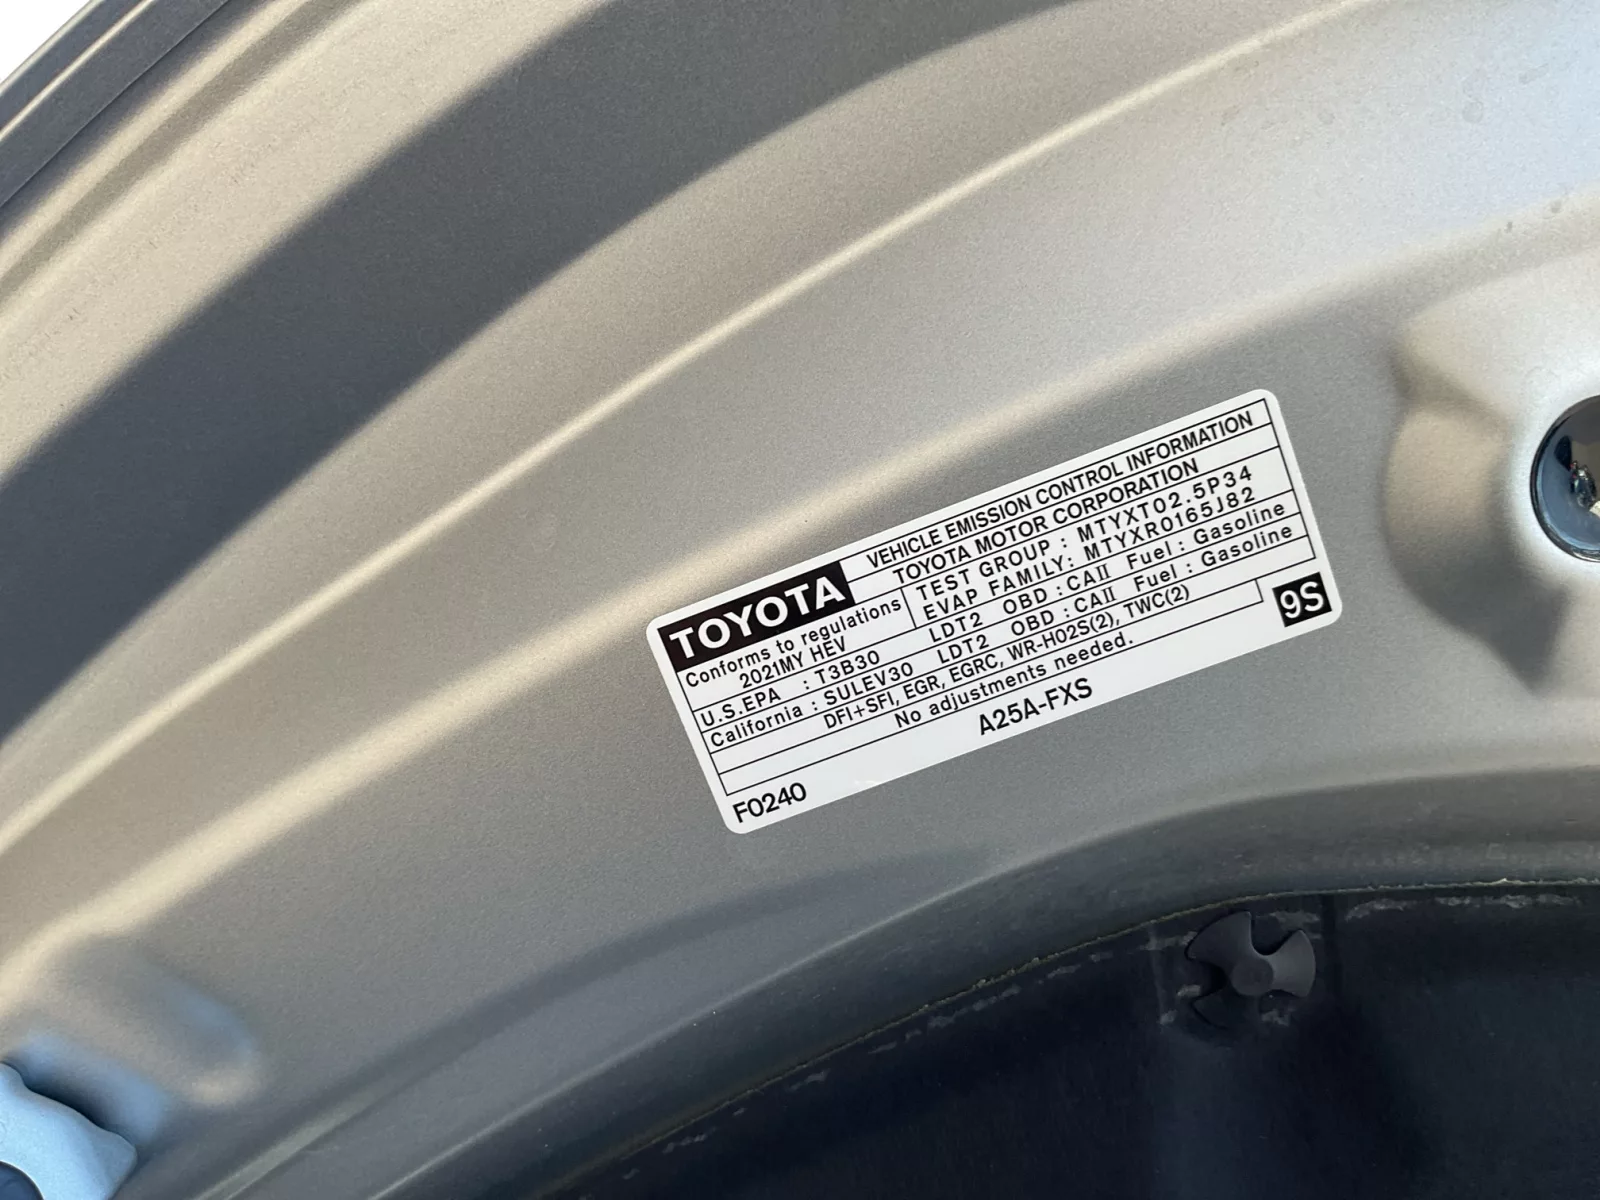 TOYOTA
VEHICLE EMISSION CONTROL INFORMATION
TOYOTA MOTOR CORPORATION
Conforms to regulations
2021MY HEV
TEST GROUP : MTYXT02.5P34
EVAP FAMILY: MTYXR0165J82
U.S.EPA : T3B30 LDT2 OBD : CAII Fuel : Gasoline
California : SULEV30 LDT2 OBD : CAII Fuel : Gasoline
DFI+SFI, EGR, EGRC, WR-HO2S(2), TWC(2)
No adjustments needed.
9S
A25A-FXS
F0240